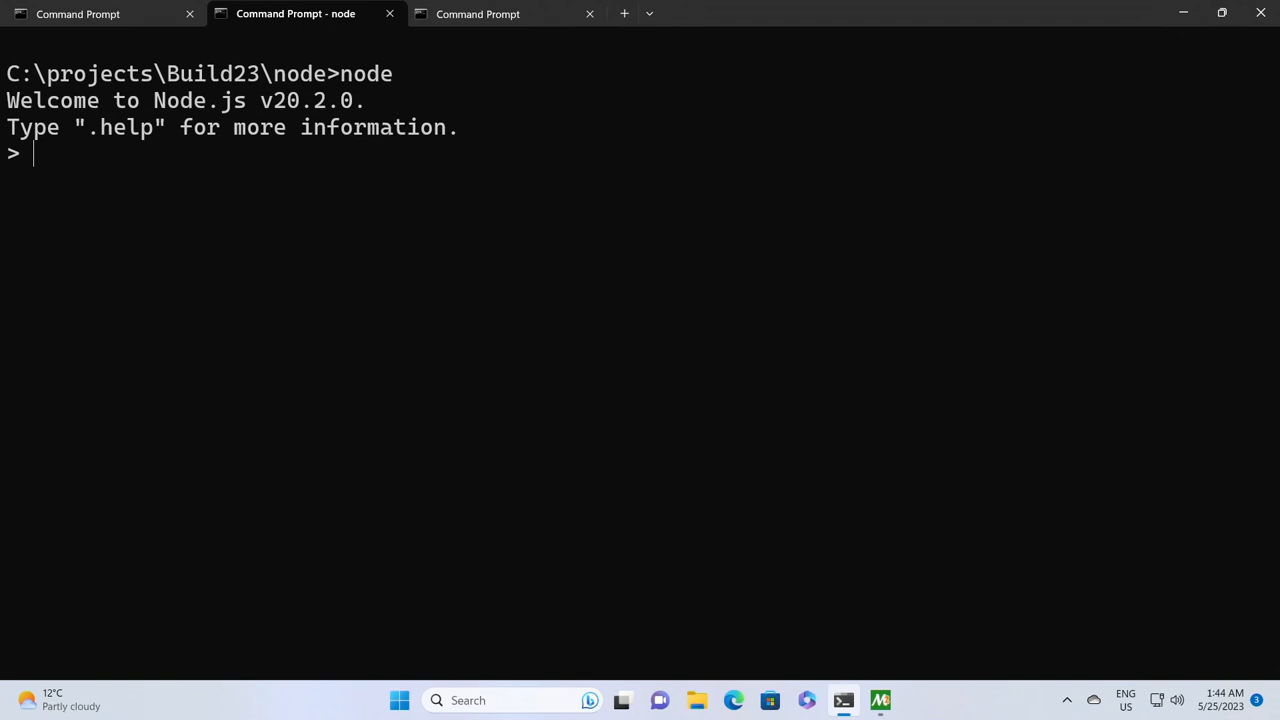 Command Prompt
Command Prompt - node
Command Prompt
C:\projects\Build23\node>node
Welcome to Node.js v20.2.0.
Type ".help" for more information.
>
12°C
Partly cloudy
Search
ENG
US
1:44 AM
5/25/2023
3